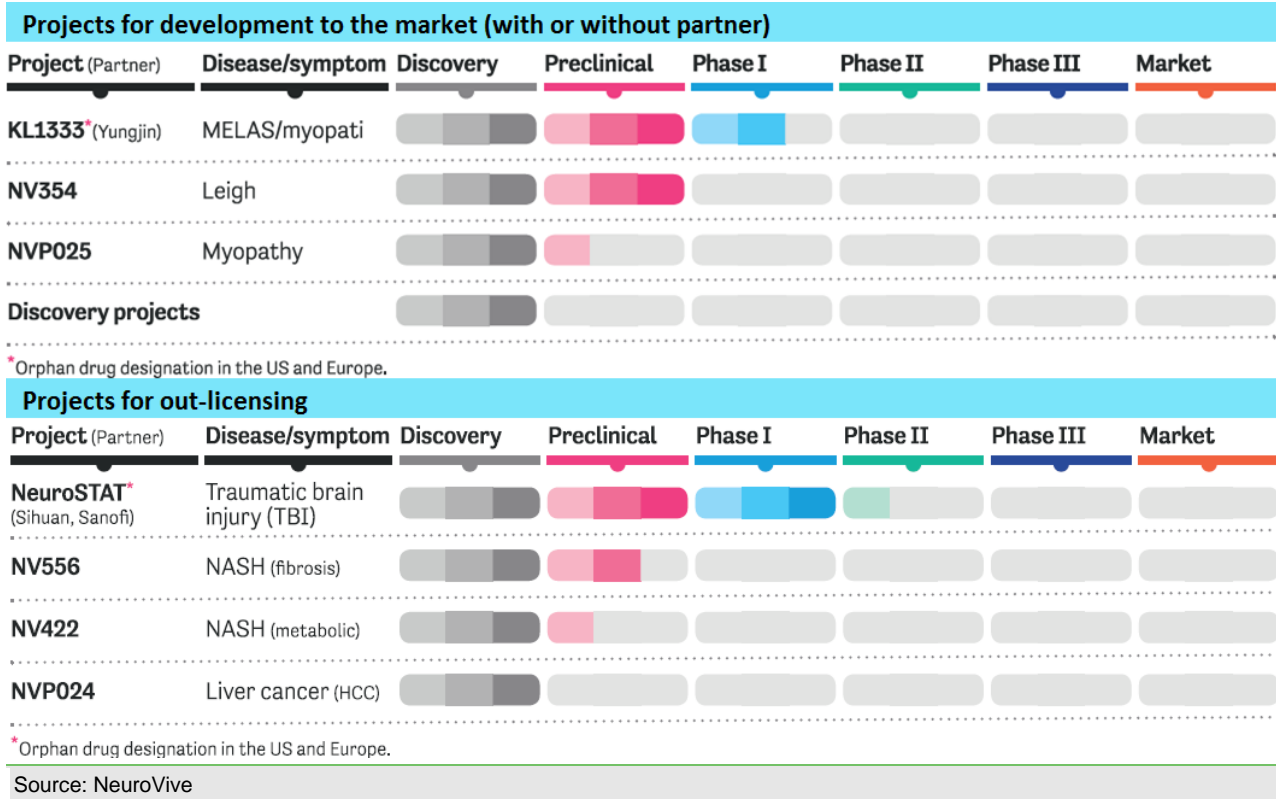 Projects for development to the market (with or without partner)
Project (Partner) Disease/symptom Discovery Preclinical Phase I Phase II Phase III Market
KL1333* (Yungjin) MELAS/myopati
NV354 Leigh
NVP025 Myopathy
Discovery projects
*Orphan drug designation in the US and Europe.
Projects for out-licensing
Project (Partner) Disease/symptom Discovery Preclinical Phase I Phase II Phase III Market
NeuroSTAT* Traumatic brain
(Sihuan, Sanofi) injury (TBI)
NV556 NASH (fibrosis)
NV422 NASH (metabolic)
NVP024 Liver cancer (HCC)
*Orphan drug designation in the US and Europe.
Source: NeuroVive